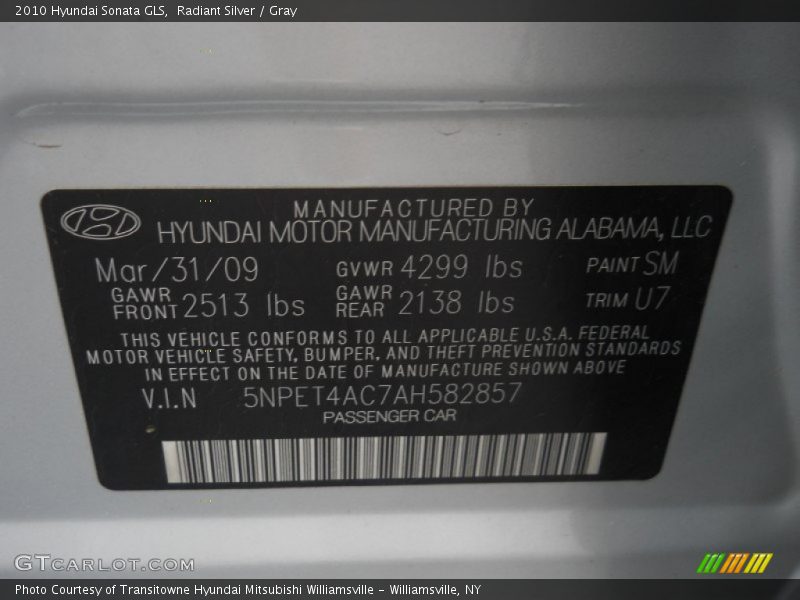 2010 Hyundai Sonata GLS, Radiant Silver / Gray
MANUFACTURED BY
HYUNDAI MOTOR MANUFACTURING ALABAMA, LLC
Mar/31/09 GVWR 4299 lbs PAINT SM
GAWR FRONT 2513 lbs GAWR REAR 2138 lbs TRIM U7
THIS VEHICLE CONFORMS TO ALL APPLICABLE U.S.A. FEDERAL
MOTOR VEHICLE SAFETY, BUMPER, AND THEFT PREVENTION STANDARDS
IN EFFECT ON THE DATE OF MANUFACTURE SHOWN ABOVE
V.I.N 5NPET4AC7AH582857
PASSENGER CAR
GTCARLOT.COM
Photo Courtesy of Transitowne Hyundai Mitsubishi Williamsville - Williamsville, NY